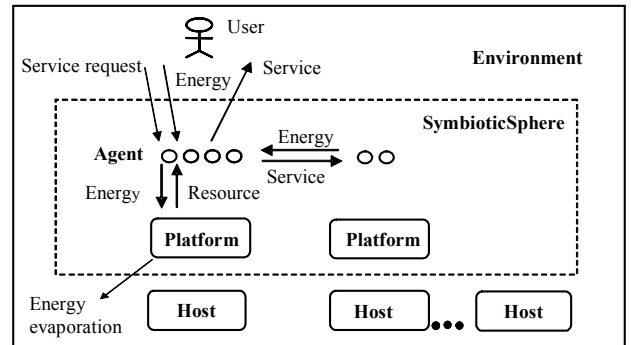 User
Service request
Energy
Service
Environment
SymbioticSphere
Agent
Energy
Service
Energy
Resource
Platform
Platform
Energy
evaporation
Host
Host
Host